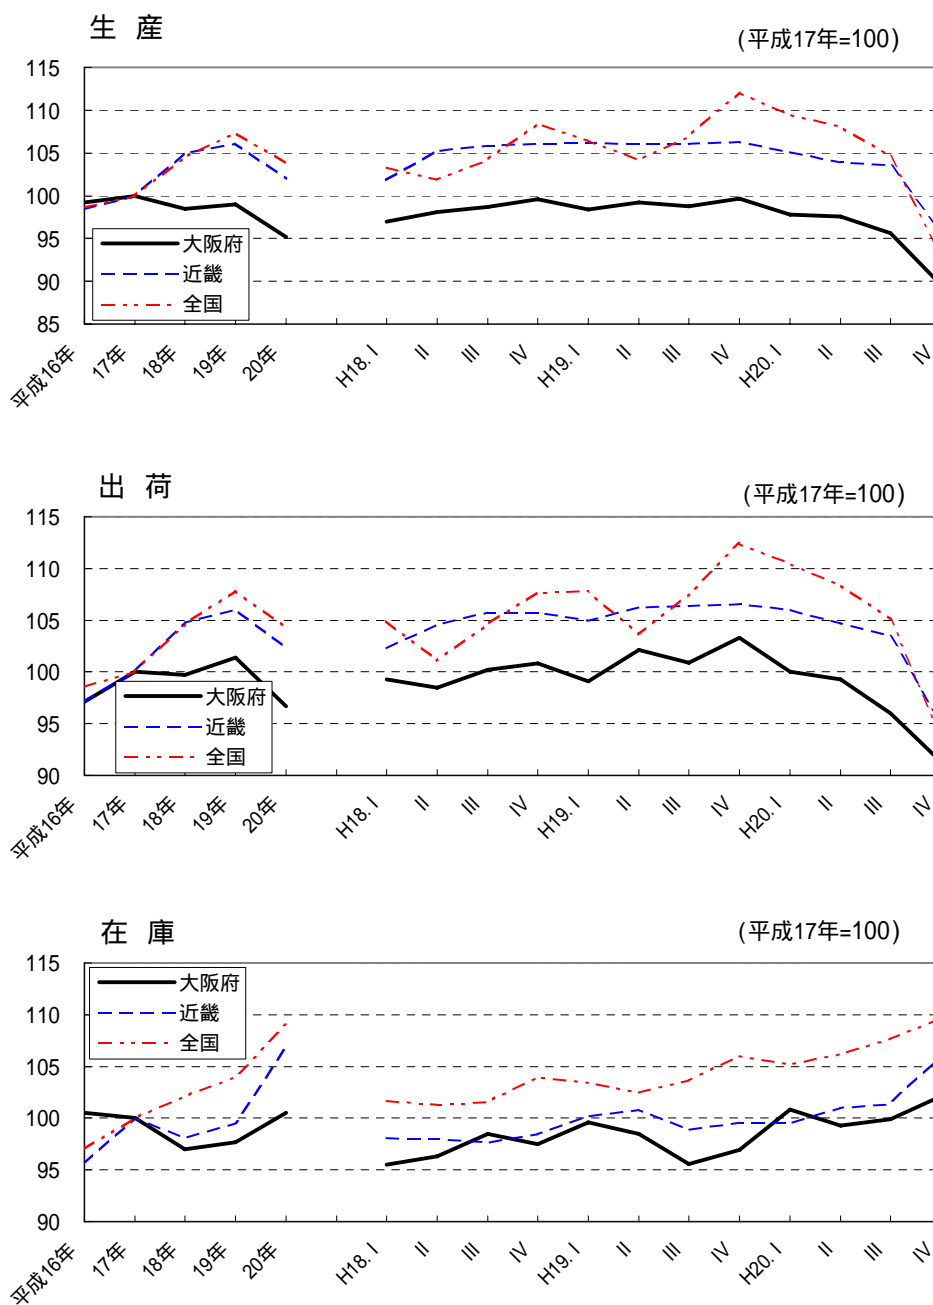 生 産
(平成17年=100)
115
110
105
100
95
90
85
大阪府
近畿
全国
平成16年
17年
18年
19年
20年
H18. I
II
III
IV
H19. I
II
III
IV
H20. I
II
III
IV
出 荷
(平成17年=100)
115
110
105
100
95
90
大阪府
近畿
全国
平成16年
17年
18年
19年
20年
H18. I
II
III
IV
H19. I
II
III
IV
H20. I
II
III
IV
在 庫
(平成17年=100)
115
110
105
100
95
90
大阪府
近畿
全国
平成16年
17年
18年
19年
20年
H18. I
II
III
IV
H19. I
II
III
IV
H20. I
II
III
IV